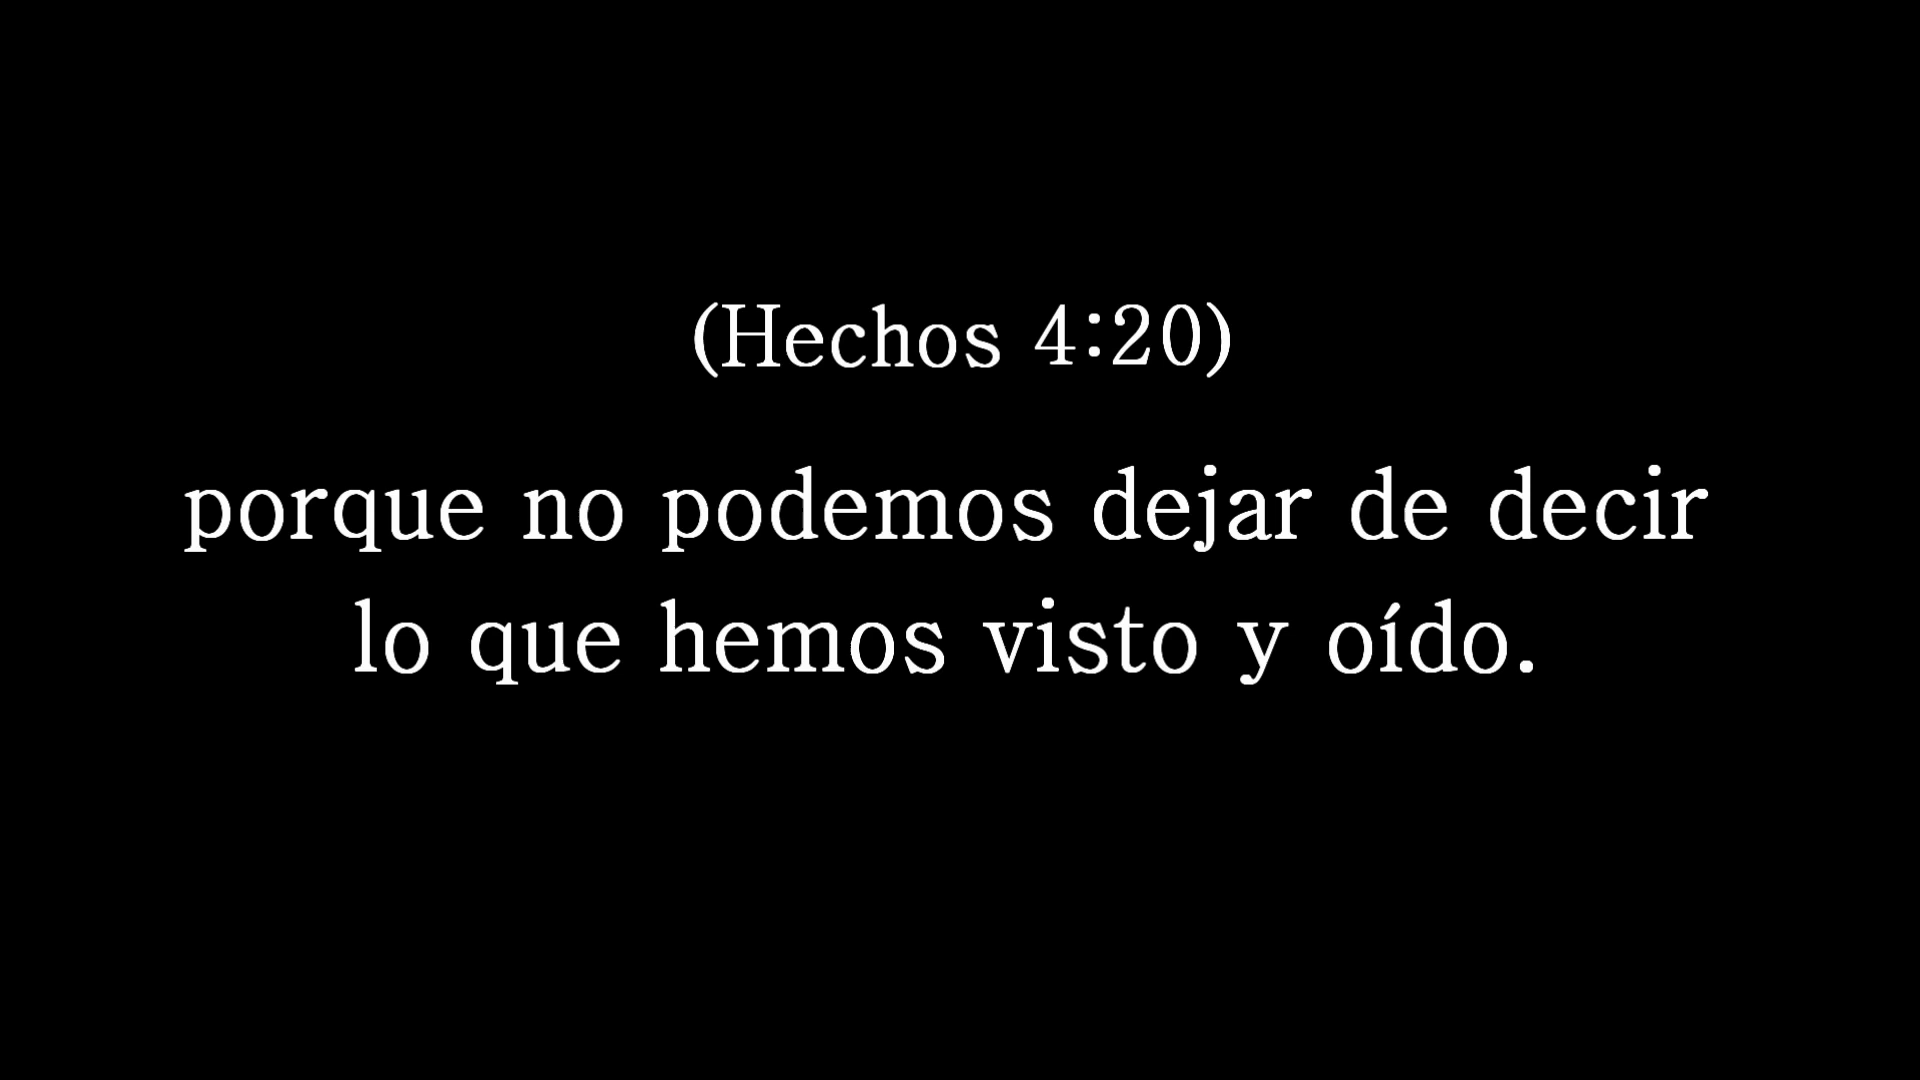 (Hechos 4:20)
porque no podemos dejar de decir
lo que hemos visto y oído.